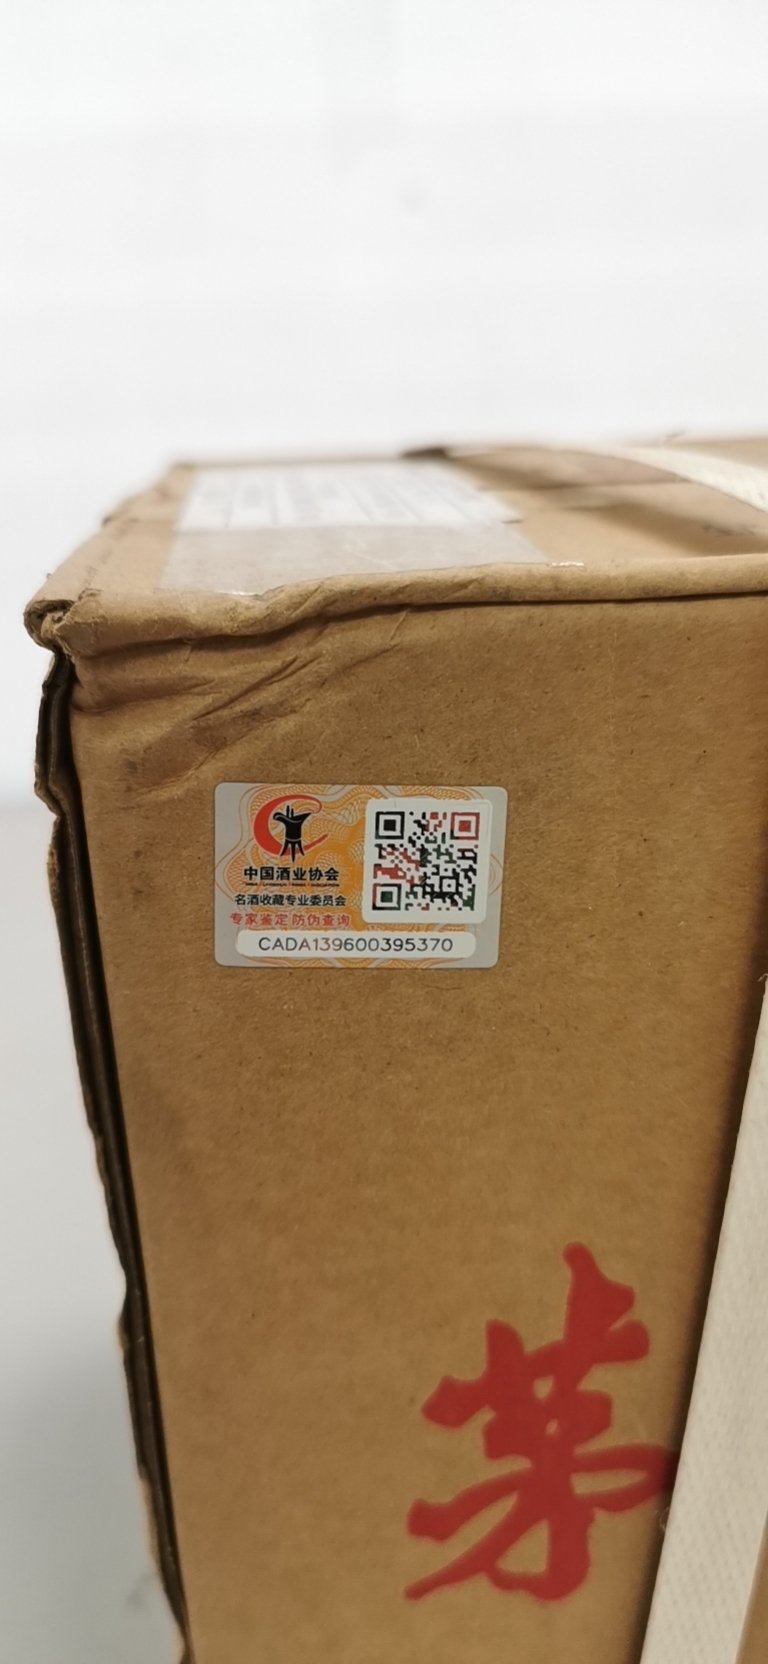 中国酒业协会
名酒收藏专业委员会
专家鉴定 防伪查询
CADA139600395370
茅